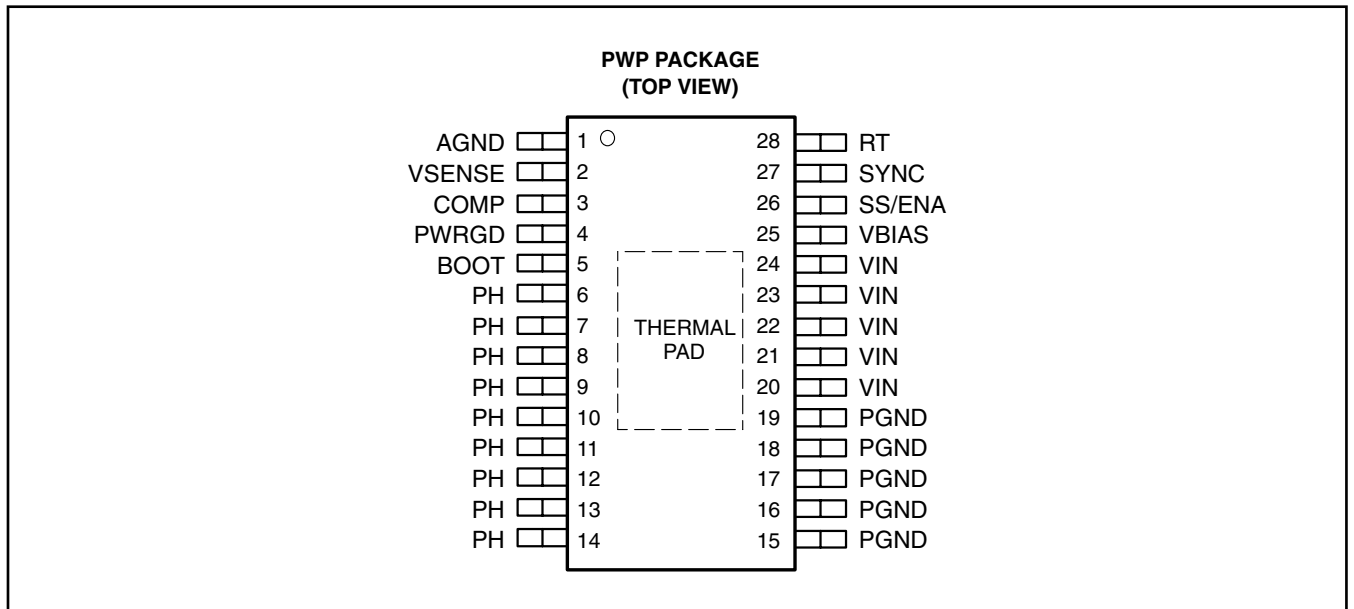 PWP PACKAGE
(TOP VIEW)
AGND 1 28 RT
VSENSE 2 27 SYNC
COMP 3 26 SS/ENA
PWRGD 4 25 VBIAS
BOOT 5 24 VIN
PH 6 23 VIN
PH 7 THERMAL 22 VIN
PH 8 PAD 21 VIN
PH 9 20 VIN
PH 10 19 PGND
PH 11 18 PGND
PH 12 17 PGND
PH 13 16 PGND
PH 14 15 PGND